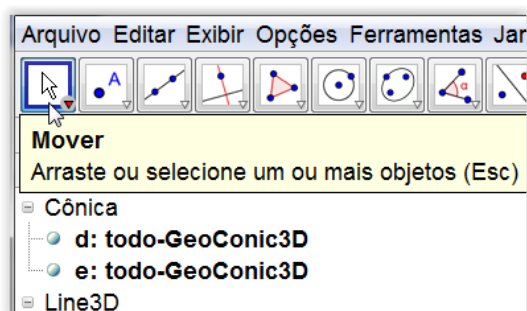 Arquivo Editar Exibir Opções Ferramentas Jar
A
α
Mover
Arraste ou selecione um ou mais objetos (Esc)
Cônica
d: todo-GeoConic3D
e: todo-GeoConic3D
Line3D